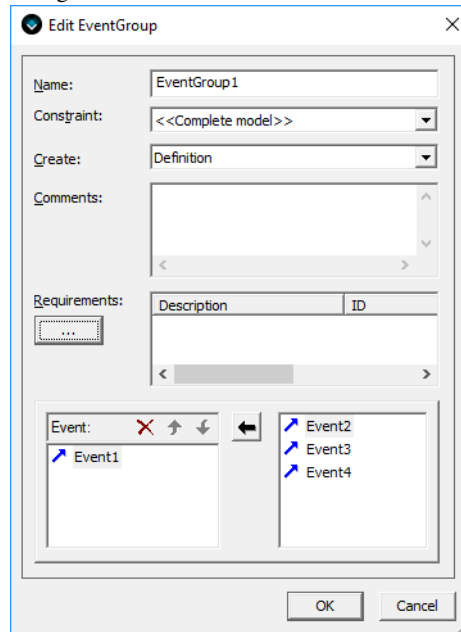 Edit EventGroup
Name: EventGroup1
Constraint: <<Complete model>>
Create: Definition
Comments:
Requirements: Description ID
...
Event: Event2
Event1 Event3
Event4
OK Cancel